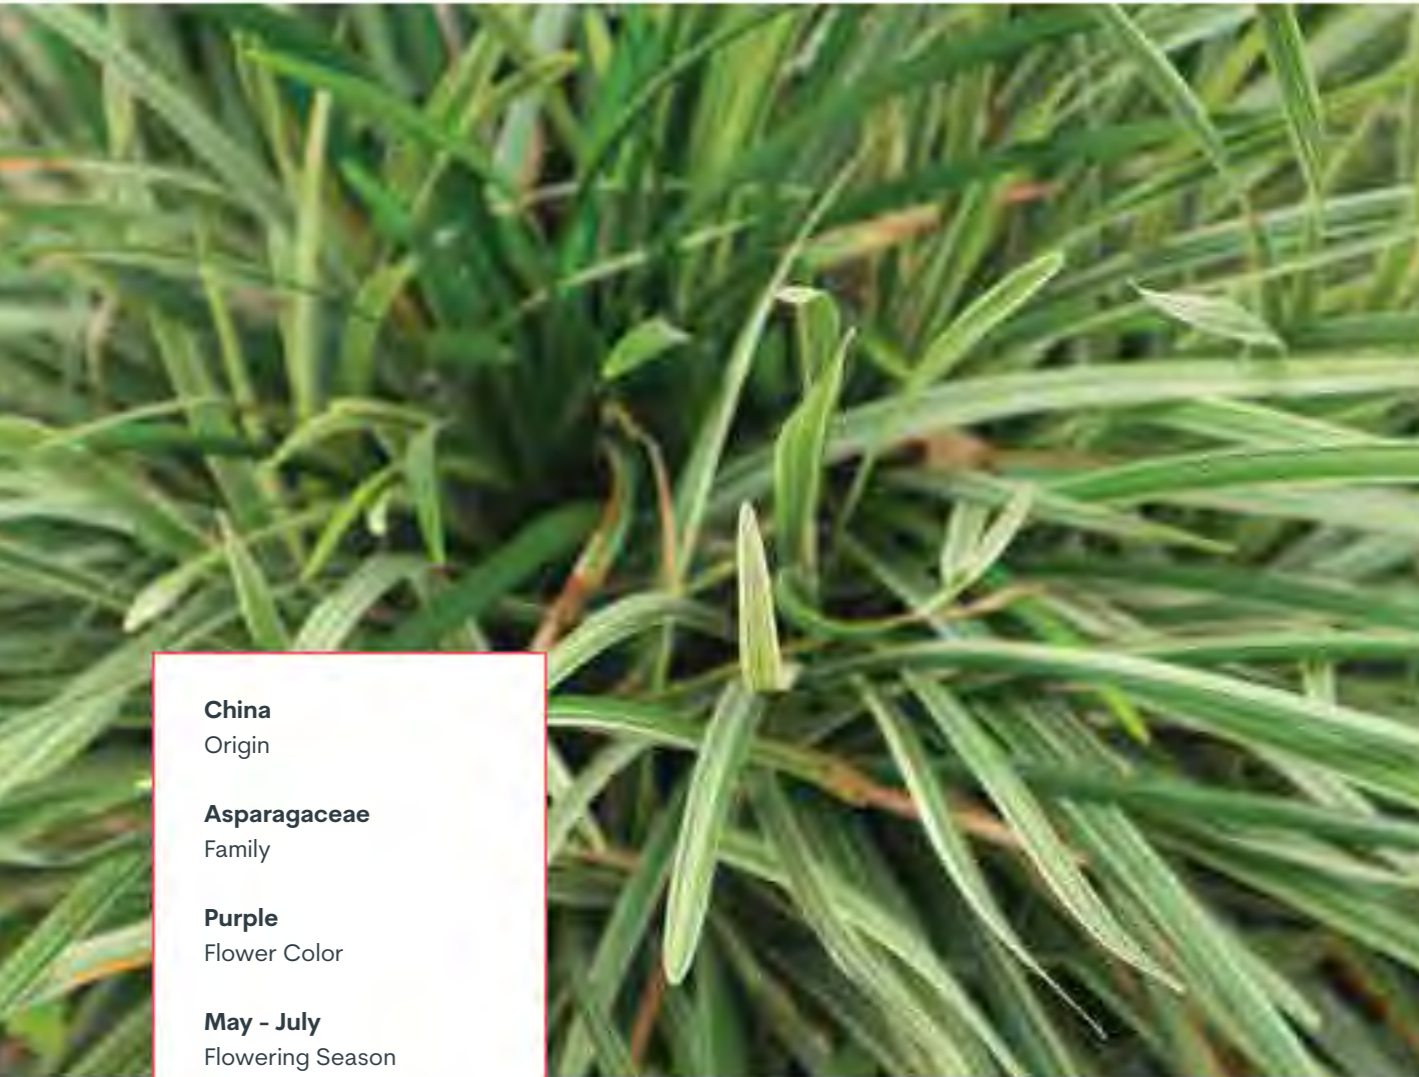 China
Origin
Asparagaceae
Family
Purple
Flower Color
May - July
Flowering Season